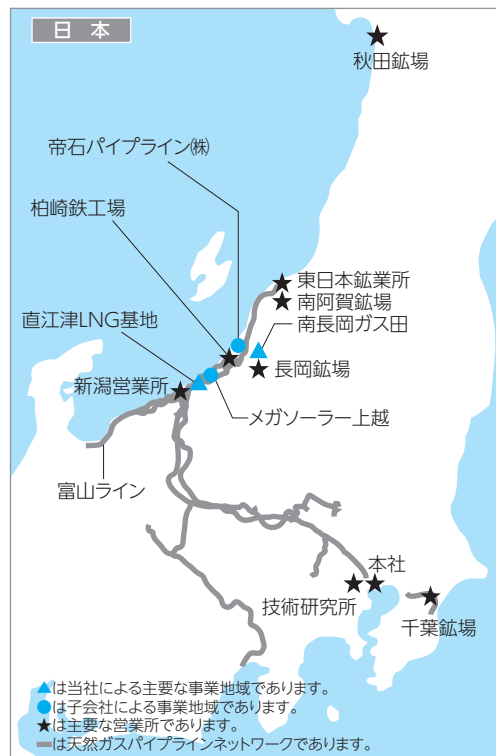 日 本
秋田鉱場
帝石パイプライン㈱
柏崎鉄工場
東日本鉱業所
南阿賀鉱場
直江津LNG基地
南長岡ガス田
長岡鉱場
新潟営業所
メガソーラー上越
富山ライン
本社
技術研究所
千葉鉱場
▲は当社による主要な事業地域であります。
●は子会社による事業地域であります。
★は主要な営業所であります。
━は天然ガスパイプラインネットワークであります。